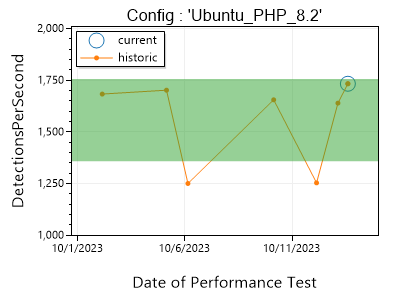 Config : 'Ubuntu_PHP_8.2'
2,000
current
historic
1,750
1,500
1,250
1,000
DetectionsPerSecond
10/1/2023
10/6/2023
10/11/2023
Date of Performance Test